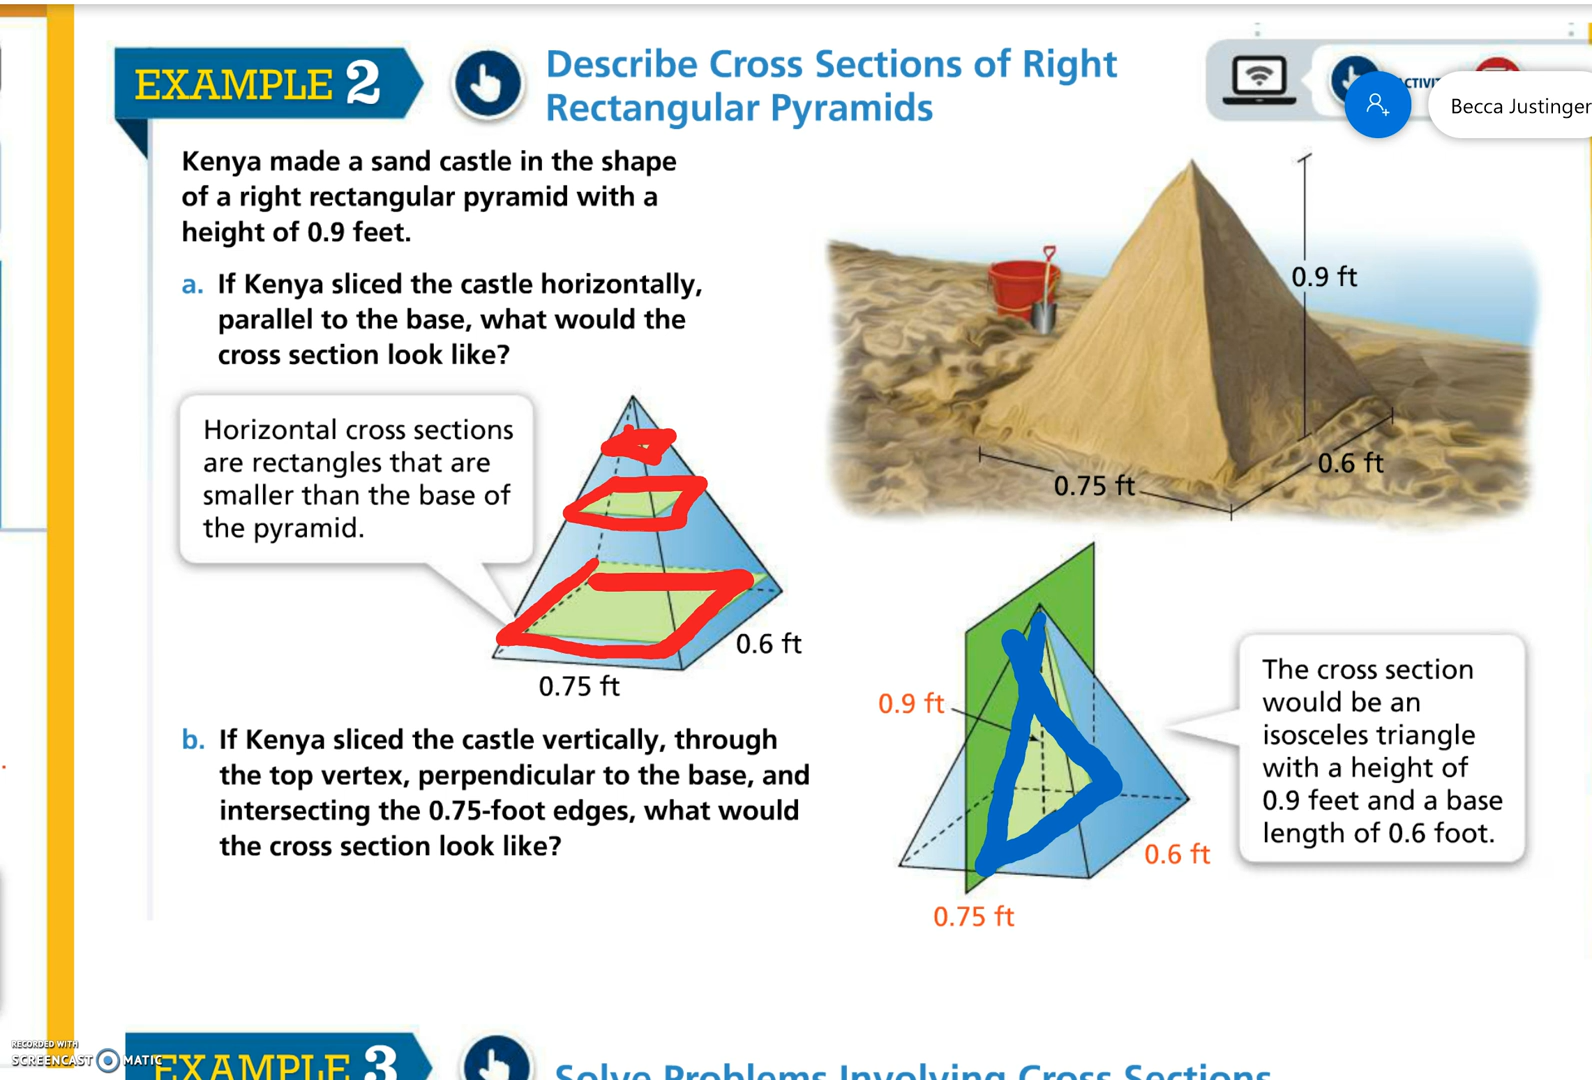 EXAMPLE 2
Describe Cross Sections of Right
Rectangular Pyramids
Becca Justinger
Kenya made a sand castle in the shape
of a right rectangular pyramid with a
height of 0.9 feet.
a. If Kenya sliced the castle horizontally,
parallel to the base, what would the
cross section look like?
0.9 ft
0.6 ft
0.75 ft
Horizontal cross sections
are rectangles that are
smaller than the base of
the pyramid.
0.6 ft
0.75 ft
b. If Kenya sliced the castle vertically, through
the top vertex, perpendicular to the base, and
intersecting the 0.75-foot edges, what would
the cross section look like?
0.9 ft
0.6 ft
0.75 ft
The cross section
would be an
isosceles triangle
with a height of
0.9 feet and a base
length of 0.6 foot.
RECORDED WITH
SCREENCAST MATIC
EXAMPLE 3
Solve Problems Involving Cross Sections